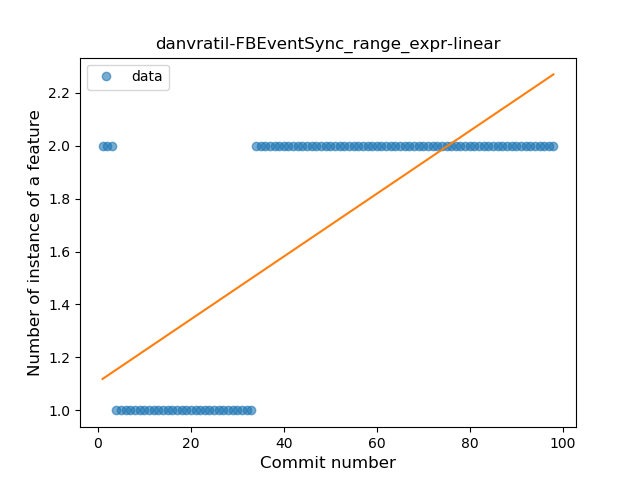 danvratil-FBEventSync_range_expr-linear
data
Number of instance of a feature
2.2
2.0
1.8
1.6
1.4
1.2
1.0
0 20 40 60 80 100
Commit number